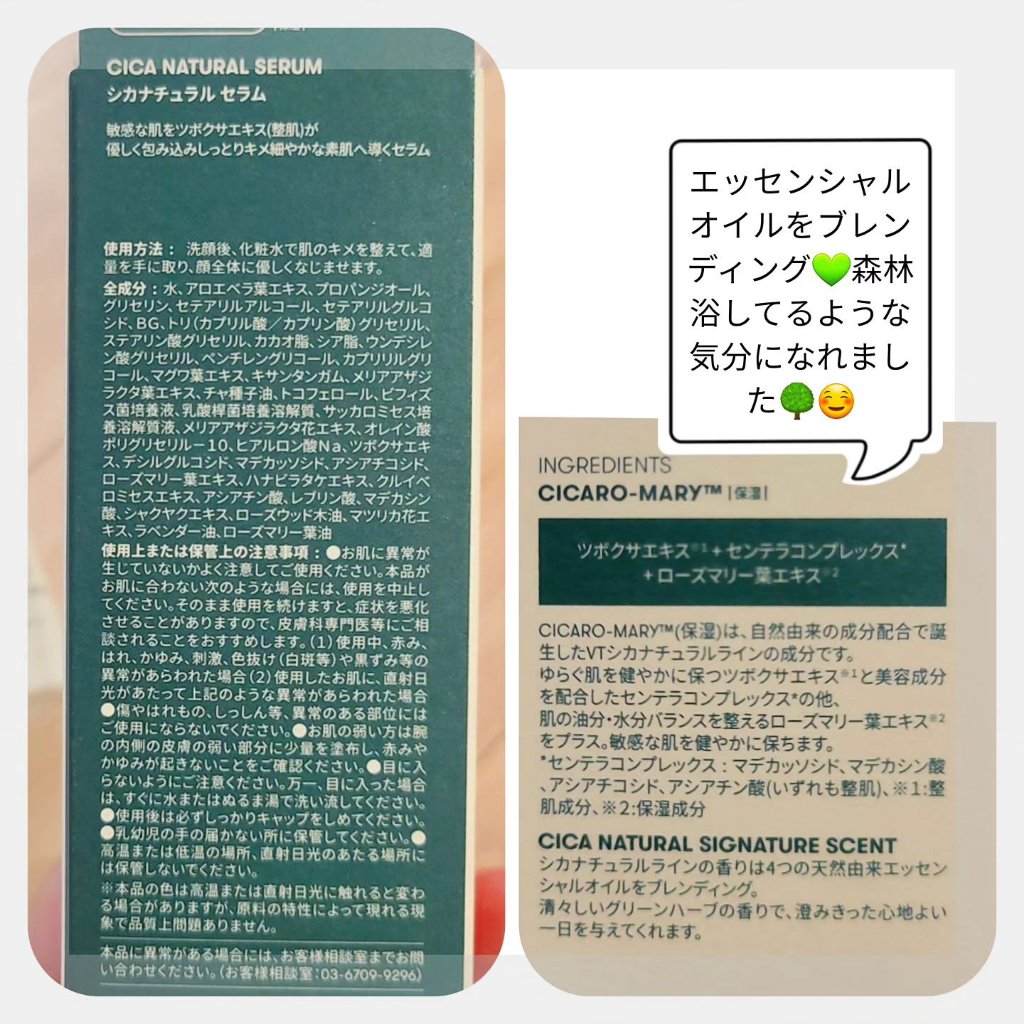 CICA NATURAL SERUM
シカナチュラル セラム
敏感な肌をツボクサエキス(整肌)が
優しく包み込みしっとりキメ細やかな素肌へ導くセラム
使用方法： 洗顔後、化粧水で肌のキメを整えて、適
量を手に取り、顔全体に優しくなじませます。
全成分：水、アロエベラ葉エキス、プロパンジオール、
グリセリン、セテアリルアルコール、セテアリルグルコ
シド、BG、トリ(カプリル酸／カプリン酸)グリセリル、
ステアリン酸グリセリル、カカオ脂、シア脂、ウンデシレ
ン酸グリセリル、ペンチレングリコール、カプリリルグリ
コール、マグワ葉エキス、キサンタンガム、メリアアザジ
ラクタ葉エキス、チャ種子油、トコフェロール、ビフィズ
ス菌培養液、乳酸桿菌培養溶解質、サッカロミセス培
養溶解質液、メリアアザジラクタ花エキス、オレイン酸
ポリグリセリル－10、ヒアルロン酸Na、ツボクサエキ
ス、デシルグルコシド、マデカッソシド、アシアチコシド、
ローズマリー葉エキス、ハナビラタケエキス、クルイベ
ロミセスエキス、アシアチン酸、レブリン酸、マデカシン
酸、シャクヤクエキス、ローズウッド木油、マツリカ花エ
キス、ラベンダー油、ローズマリー葉油
使用上または保管上の注意事項：●お肌に異常が
生じていないかよく注意してご使用ください。本品が
お肌に合わない次のような場合には、使用を中止し
てください。そのまま使用を続けますと、症状を悪化
させることがありますので、皮膚科専門医等にご相
談されることをおすすめします。(1)使用中、赤み、
はれ、かゆみ、刺激、色抜け(白斑等)や黒ずみ等の
異常があらわれた場合(2)使用したお肌に、直射日
光があたって上記のような異常があらわれた場合
●傷やはれもの、しっしん等、異常のある部位には
ご使用にならないでください。●お肌の弱い方は腕
の内側の皮膚の弱い部分に少量を塗布し、赤みや
かゆみが起きないことをご確認ください。●目に入
らないようにご注意ください。万一、目に入った場合
は、すぐに水またはぬるま湯で洗い流してください。
●使用後は必ずしっかりキャップをしめてください。
●乳幼児の手の届かない所に保管してください。●
高温または低温の場所、直射日光のあたる場所に
は保管しないでください。
※本品の色は高温または直射日光に触れると変わ
る場合がありますが、原料の特性によって現れる現
象で品質上問題ありません。
本品に異常がある場合には、お客様相談室までお問
い合わせください。(お客様相談室：03-6709-9296)
エッセンシャル
オイルをブレン
ディング💚森林
浴してるような
気分になれまし
た🌳☺️
INGREDIENTS
CICARO-MARY™ |保湿|
ツボクサエキス※1＋センテラコンプレックス*
＋ローズマリー葉エキス※2
CICARO-MARY™(保湿)は、自然由来の成分配合で誕
生したVTシカナチュラルラインの成分です。
ゆらぐ肌を健やかに保つツボクサエキス※1と美容成分
を配合したセンテラコンプレックス*の他、
肌の油分・水分バランスを整えるローズマリー葉エキス※2
をプラス。敏感な肌を健やかに保ちます。
*センテラコンプレックス：マデカッソシド、マデカシン酸
、アシアチコシド、アシアチン酸(いずれも整肌)、※1:整
肌成分、※2:保湿成分
CICA NATURAL SIGNATURE SCENT
シカナチュラルラインの香りは4つの天然由来エッセン
シャルオイルをブレンディング。
清々しいグリーンハーブの香りで、澄みきった心地よい
一日を与えてくれます。